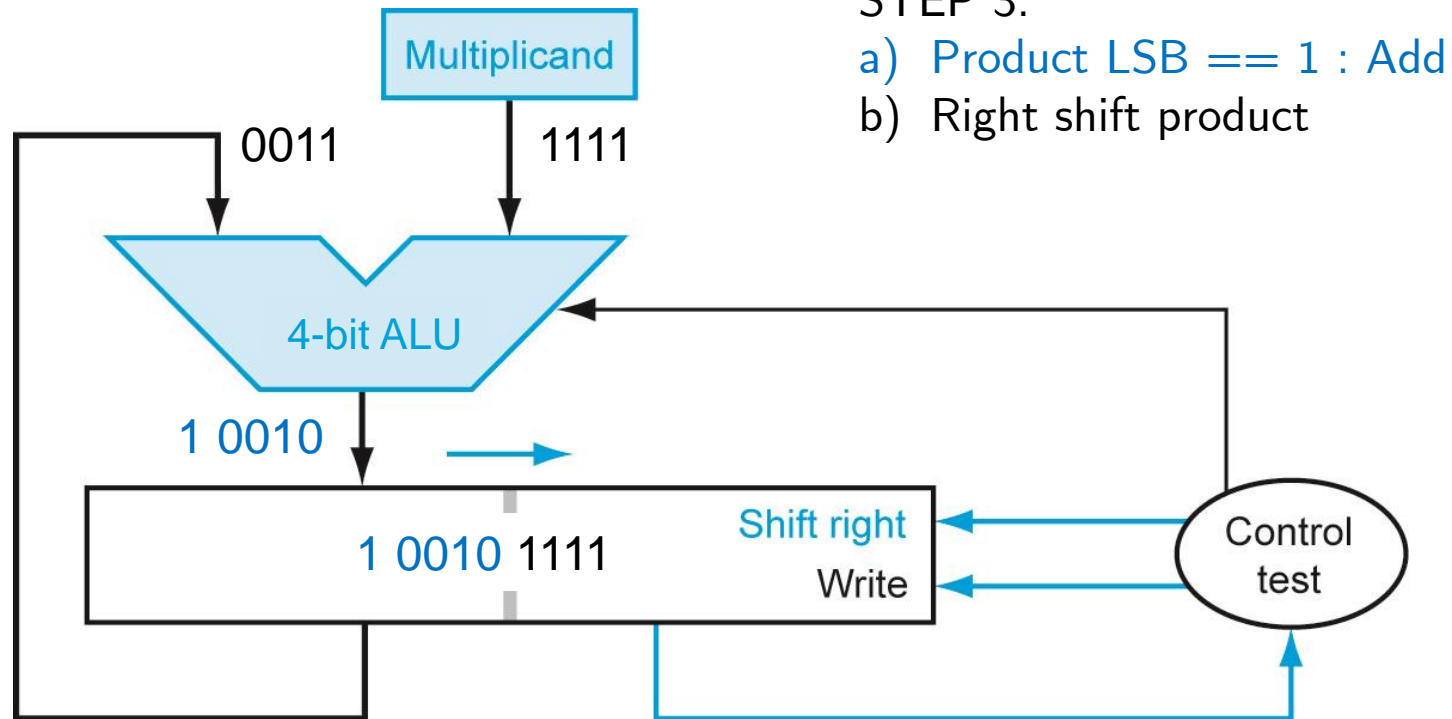 STEP 3:
a) Product LSB == 1 : Add
b) Right shift product
Multiplicand
0011
1111
4-bit ALU
1 0010
1 0010 1111
Shift right
Write
Control
test